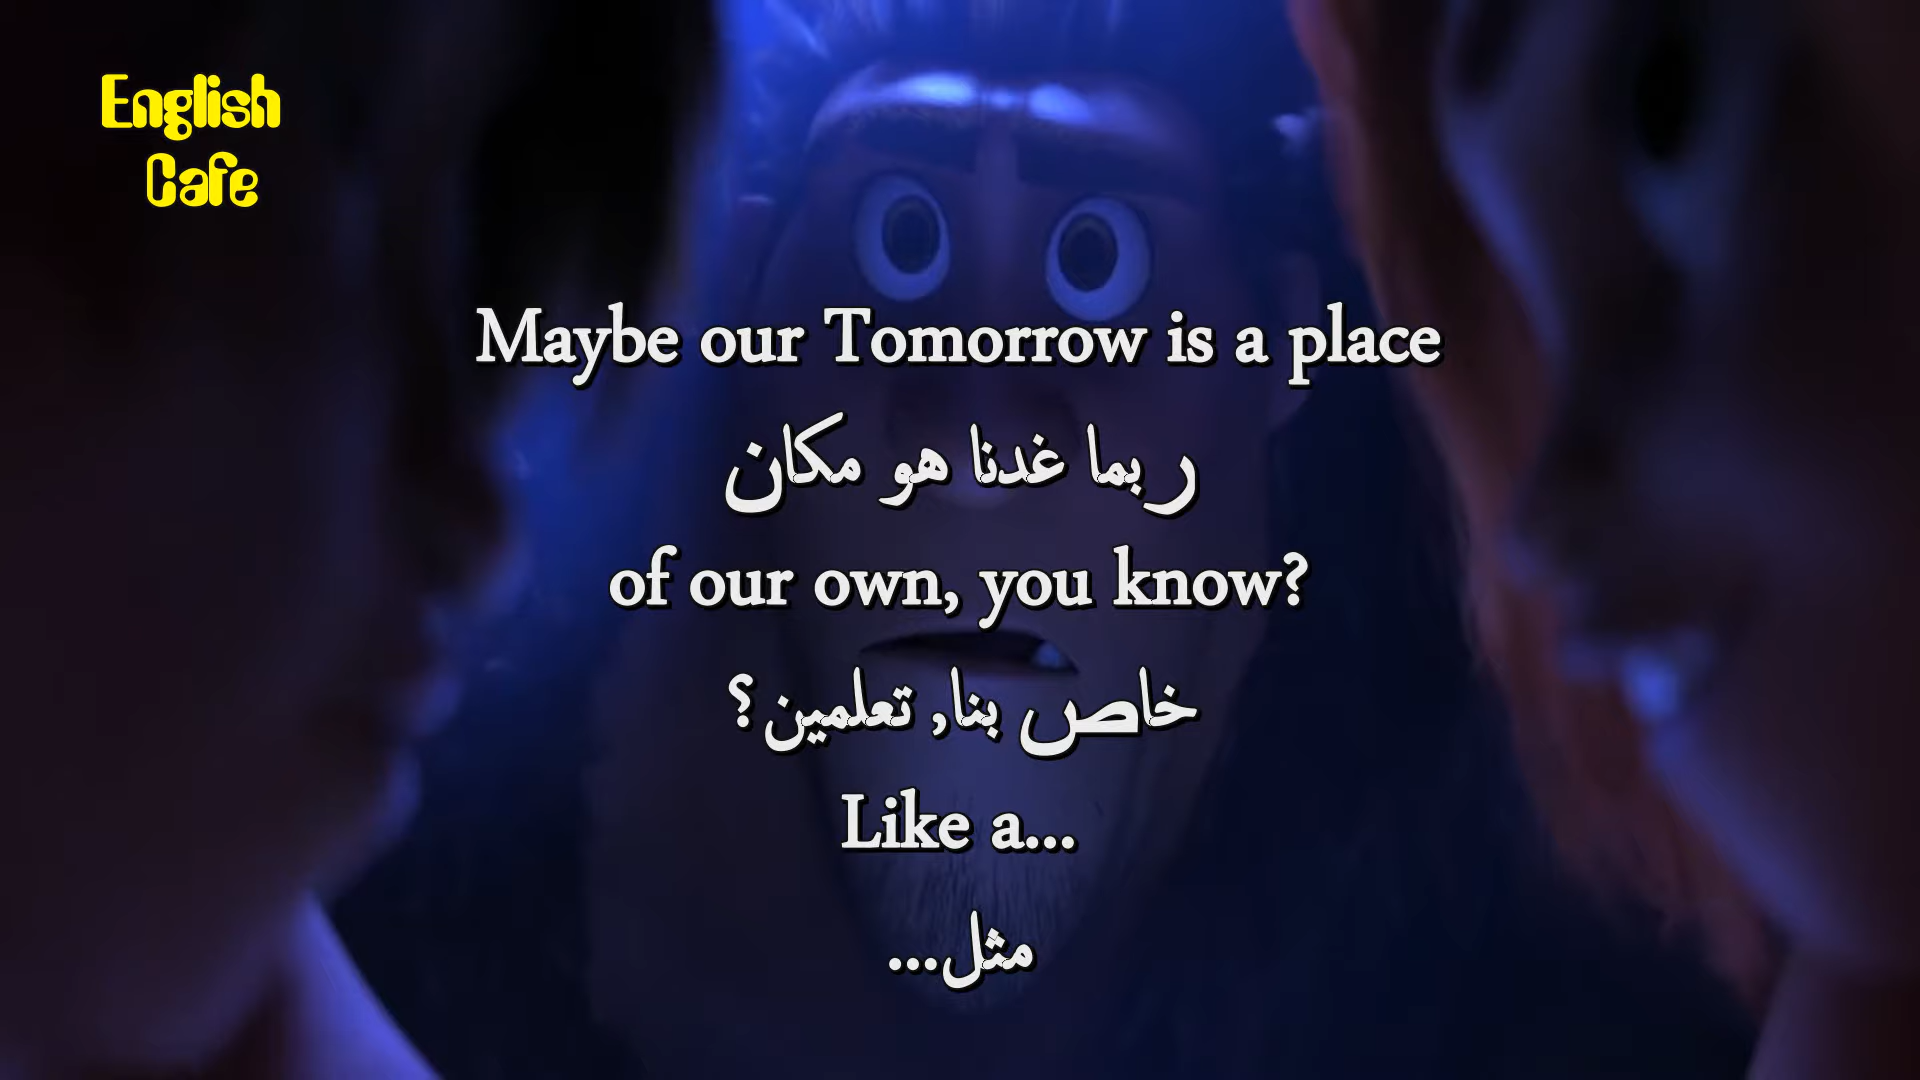 English
Cafe
Maybe our Tomorrow is a place
ربما غدنا هو مكان
of our own, you know?
خاص بنا, تعلمين؟
Like a...
مثل...